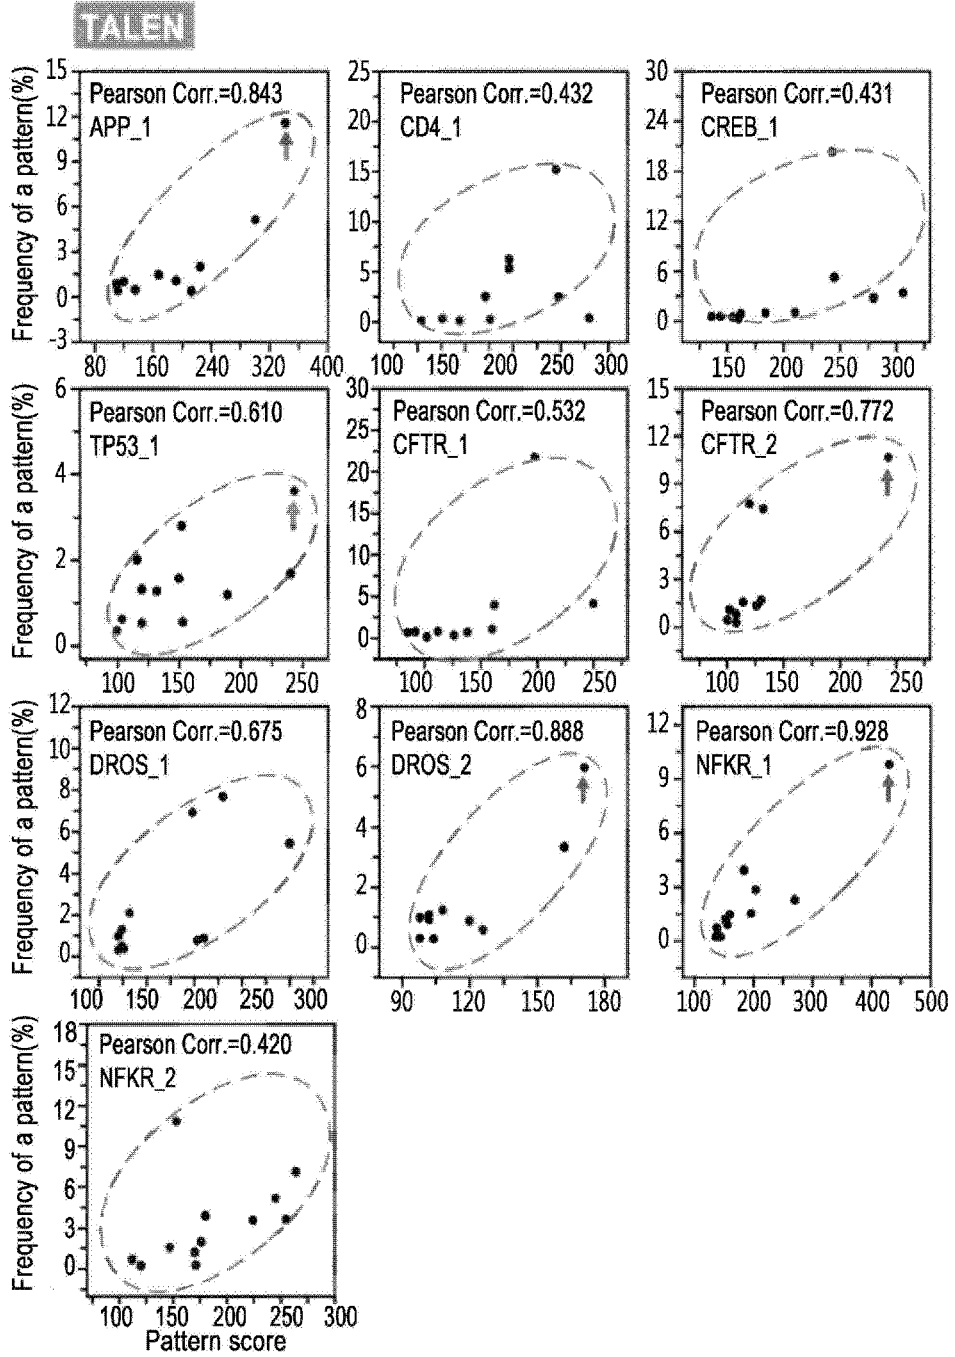 TALEN
Frequency of a pattern(%)
15
12
9
6
3
0
-3
Pearson Corr.=0.843
APP_1
80 160 240 320 400
25
20
15
10
5
0
Pearson Corr.=0.432
CD4_1
100 150 200 250 300
30
24
18
12
6
0
Pearson Corr.=0.431
CREB_1
150 200 250 300
Frequency of a pattern(%
6
4
2
0
Pearson Corr.=0.610
TP53_1
100 150 200 250
30
25
20
15
10
5
0
Pearson Corr.=0.532
CFTR_1
100 150 200 250
15
12
9
6
3
0
Pearson Corr.=0.772
CFTR_2
100 150 200 250
Frequency of a pattern(%)
12
10
8
6
4
2
0
Pearson Corr.=0.675
DROS_1
100 150 200 250 300
8
6
4
2
0
Pearson Corr.=0.888
DROS_2
90 120 150 180
12
9
6
3
0
Pearson Corr.=0.928
NFKR_1
100 200 300 400 500
Frequency of a pattern(%)
18
15
12
9
6
3
0
Pearson Corr.=0.420
NFKR_2
100 150 200 250 300
Pattern score